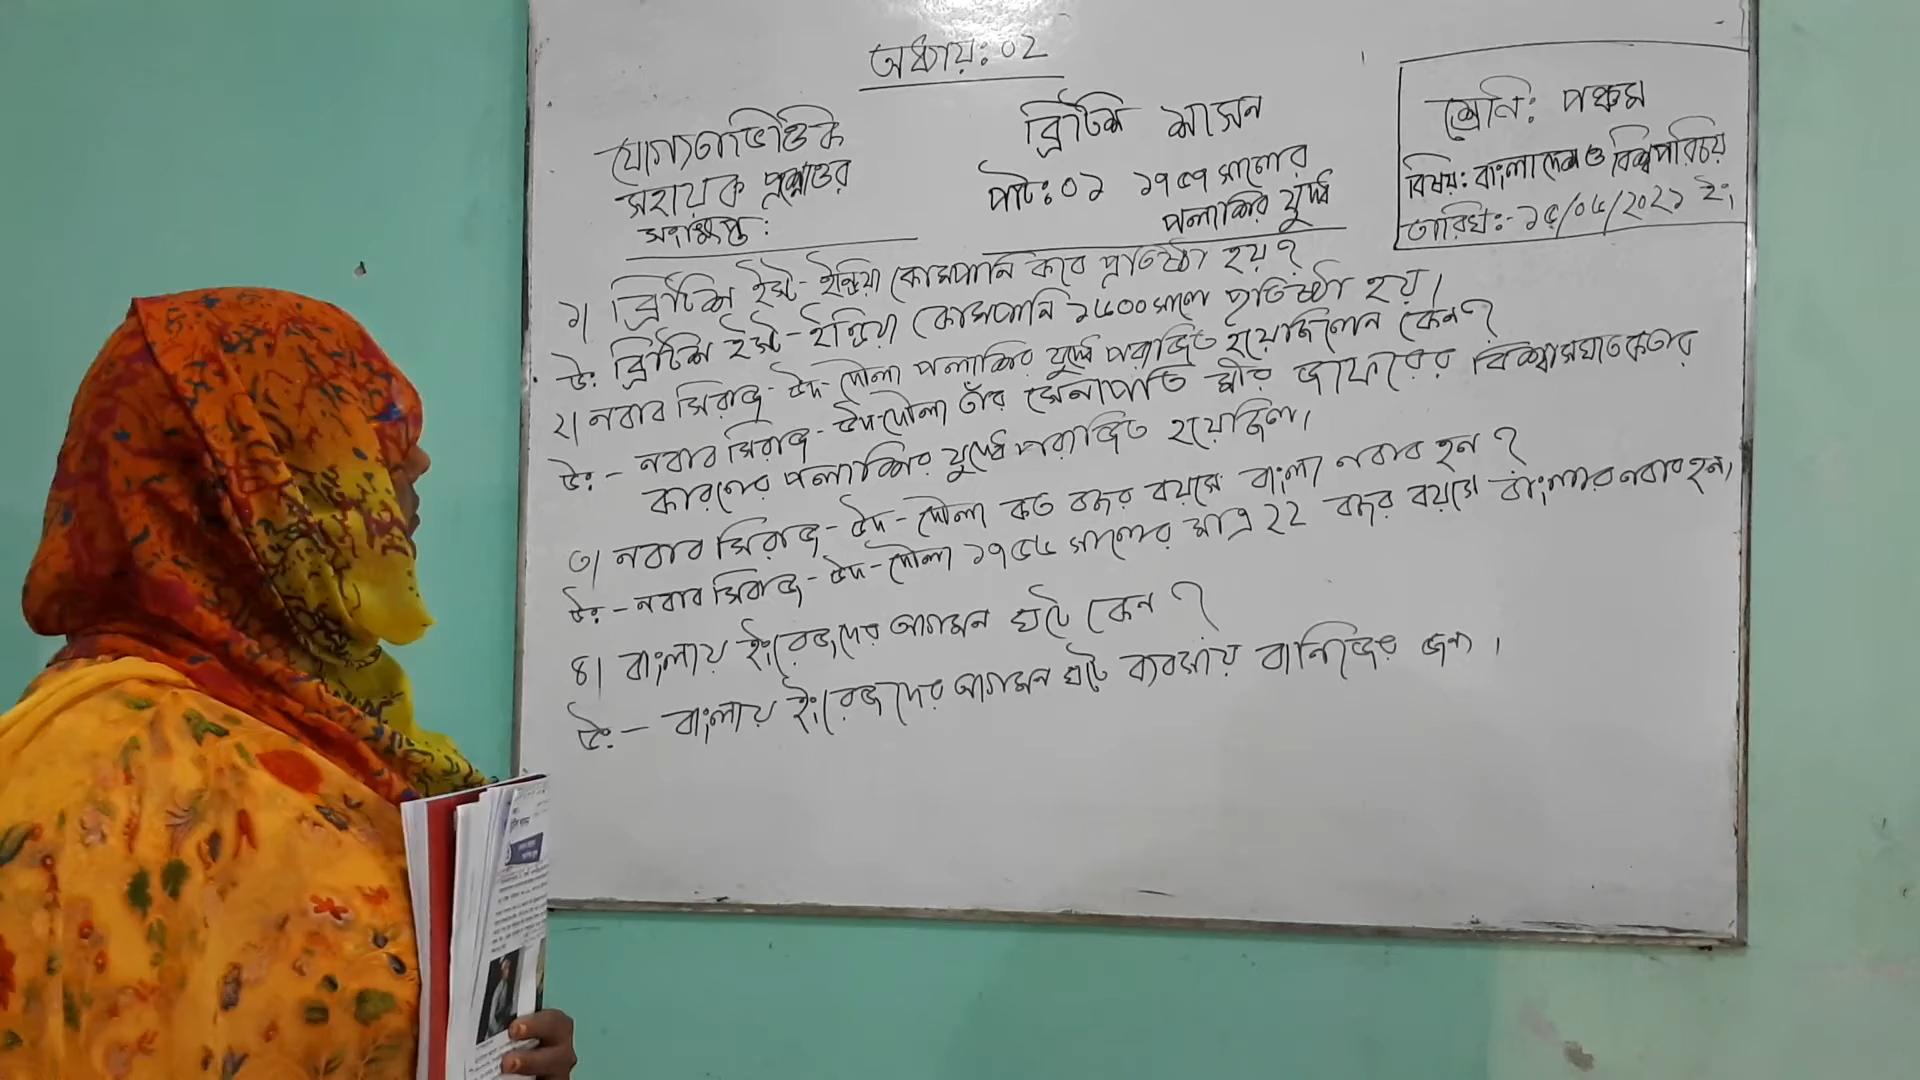 অধ্যায়ঃ ০২
যোগ্যতাভিত্তিক
সহায়ক প্রশ্নোত্তর
সংক্ষিপ্ত:
ব্রিটিশ শাসন
পাঠঃ ০১ ১৭৫৭ সালের
পলাশির যুদ্ধ
শ্রেণি: পঞ্চম
বিষয়: বাংলাদেশ ও বিশ্বপরিচয়
তারিখঃ- ১৫/০৫/২০২১ ইং
১। ব্রিটিশ ইস্ট-ইন্ডিয়া কোম্পানি কবে প্রতিষ্ঠা হয়?
উঃ ব্রিটিশ ইস্ট-ইন্ডিয়া কোম্পানি ১৬০০ সালে প্রতিষ্ঠা হয়।
২। নবাব সিরাজ-উদ-দৌলা পলাশির যুদ্ধে পরাজিত হয়েছিলেন কেন?
উঃ- নবাব সিরাজ-উদ-দৌলা তাঁর সেনাপতি মীর জাফরের বিশ্বাসঘাতকতার
কারণের পলাশির যুদ্ধে পরাজিত হয়েছিল।
৩। নবাব সিরাজ-উদ-দৌলা কত বছর বয়সে বাংলা নবাব হন?
উঃ- নবাব সিরাজ-উদ-দৌলা ১৭৫৬ সালের মাত্র ২২ বছর বয়সে বাংলার নবাব হন।
৪। বাংলায় ইংরেজদের আগমন ঘটে কেন?
উঃ- বাংলায় ইংরেজদের আগমন ঘটে ব্যবসায় বানিজ্যের জন্য।